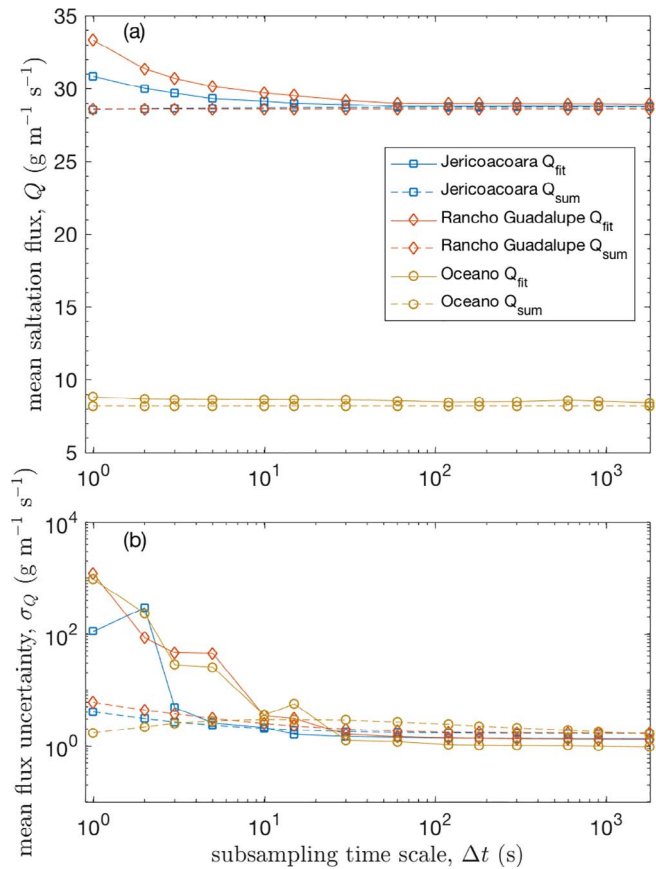 (a)
35
30
25
20
15
10
5
mean saltation flux, Q (g m⁻¹ s⁻¹)
Jericoacoara Q_fit
Jericoacoara Q_sum
Rancho Guadalupe Q_fit
Rancho Guadalupe Q_sum
Oceano Q_fit
Oceano Q_sum
10⁰ 10¹ 10² 10³
(b)
10⁴
10²
10⁰
mean flux uncertainty, σ_Q (g m⁻¹ s⁻¹)
10⁰ 10¹ 10² 10³
subsampling time scale, Δt (s)